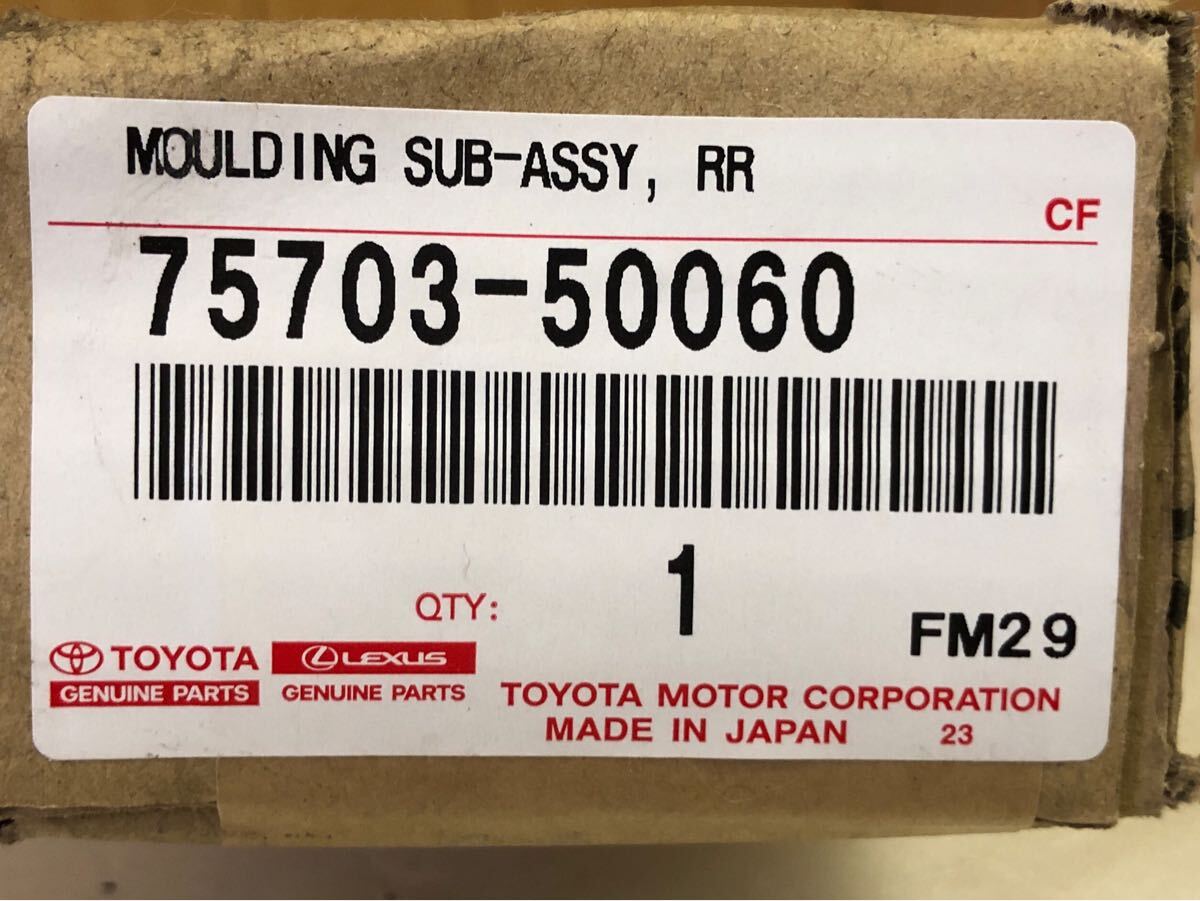 MOULDING SUB-ASSY, RR
CF
75703-50060
QTY: 1
FM29
TOYOTA LEXUS
GENUINE PARTS GENUINE PARTS
TOYOTA MOTOR CORPORATION
MADE IN JAPAN 23